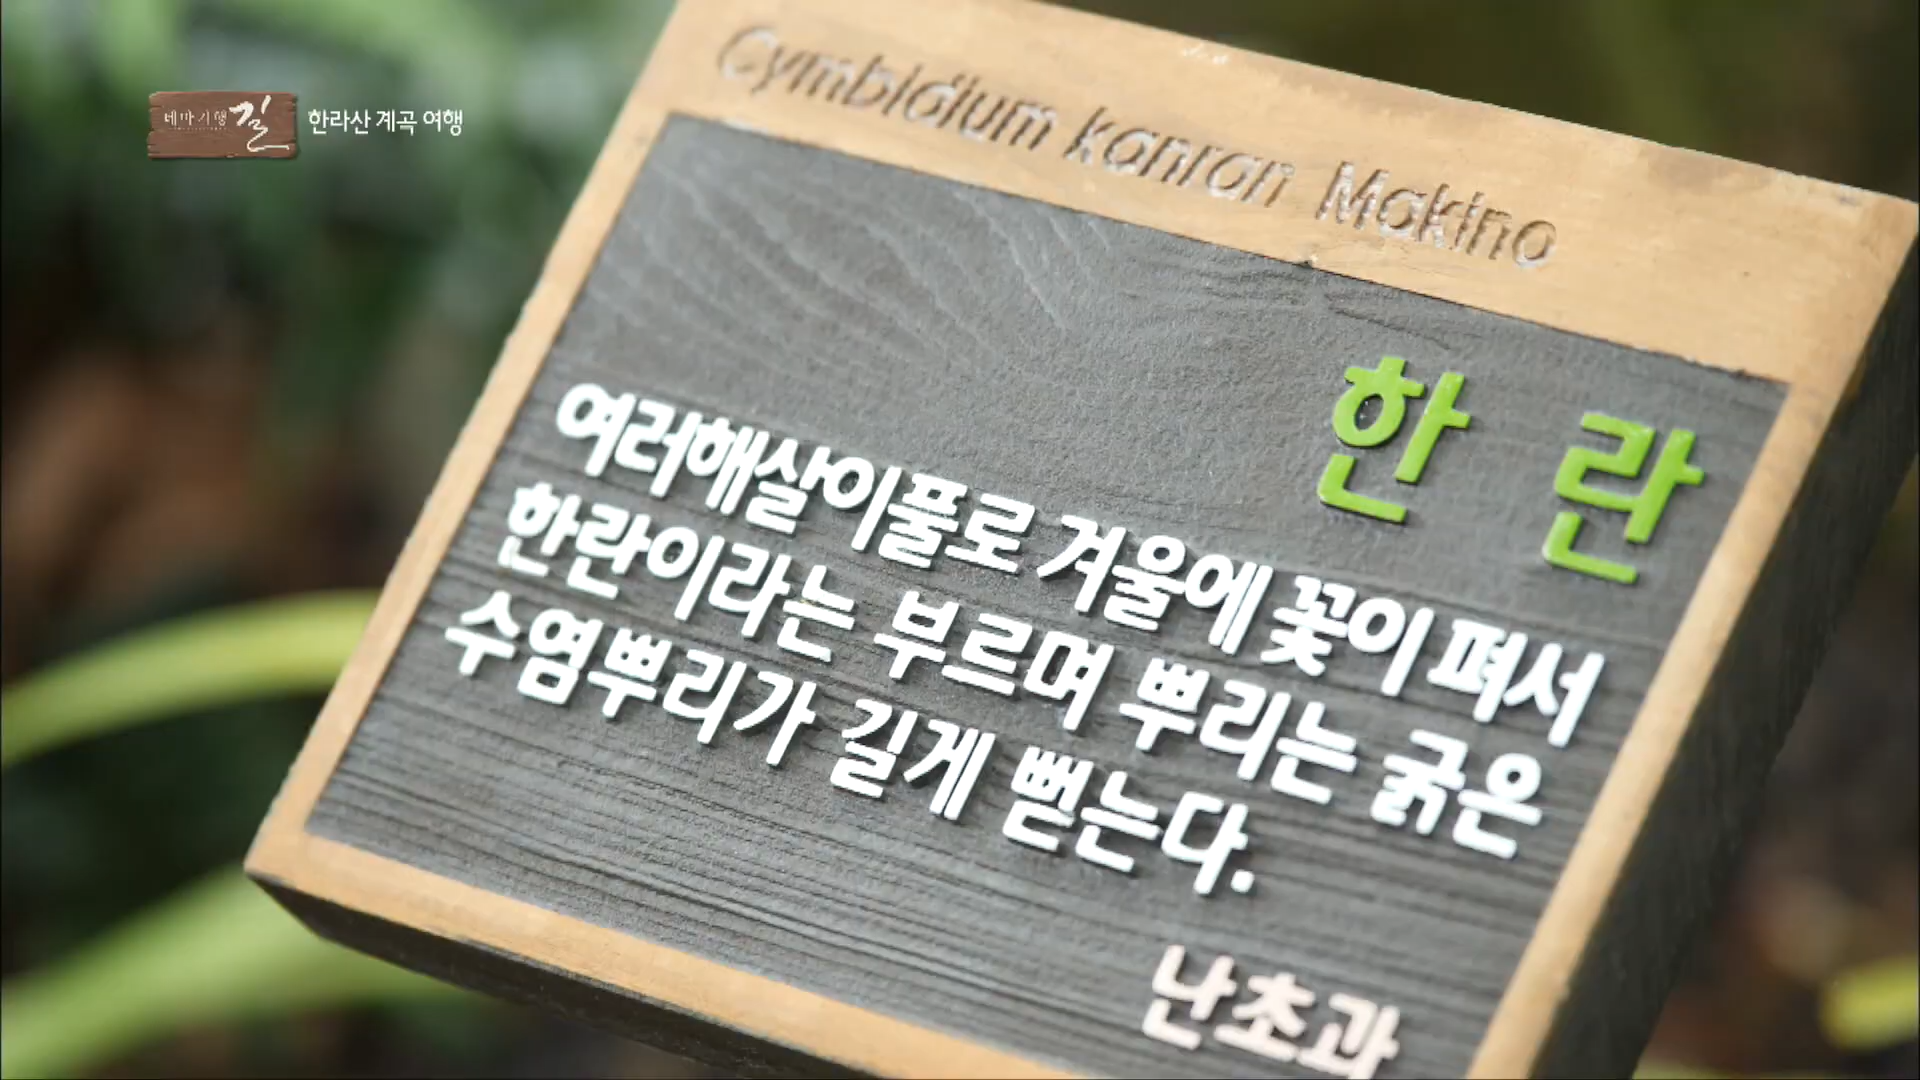 테마기행 길 한라산 계곡 여행
Cymbidium kanran Makino
한란
여러해살이풀로 겨울에 꽃이 펴서
한란이라는 부르며 뿌리는 굵은
수염뿌리가 길게 뻗는다.
난초과